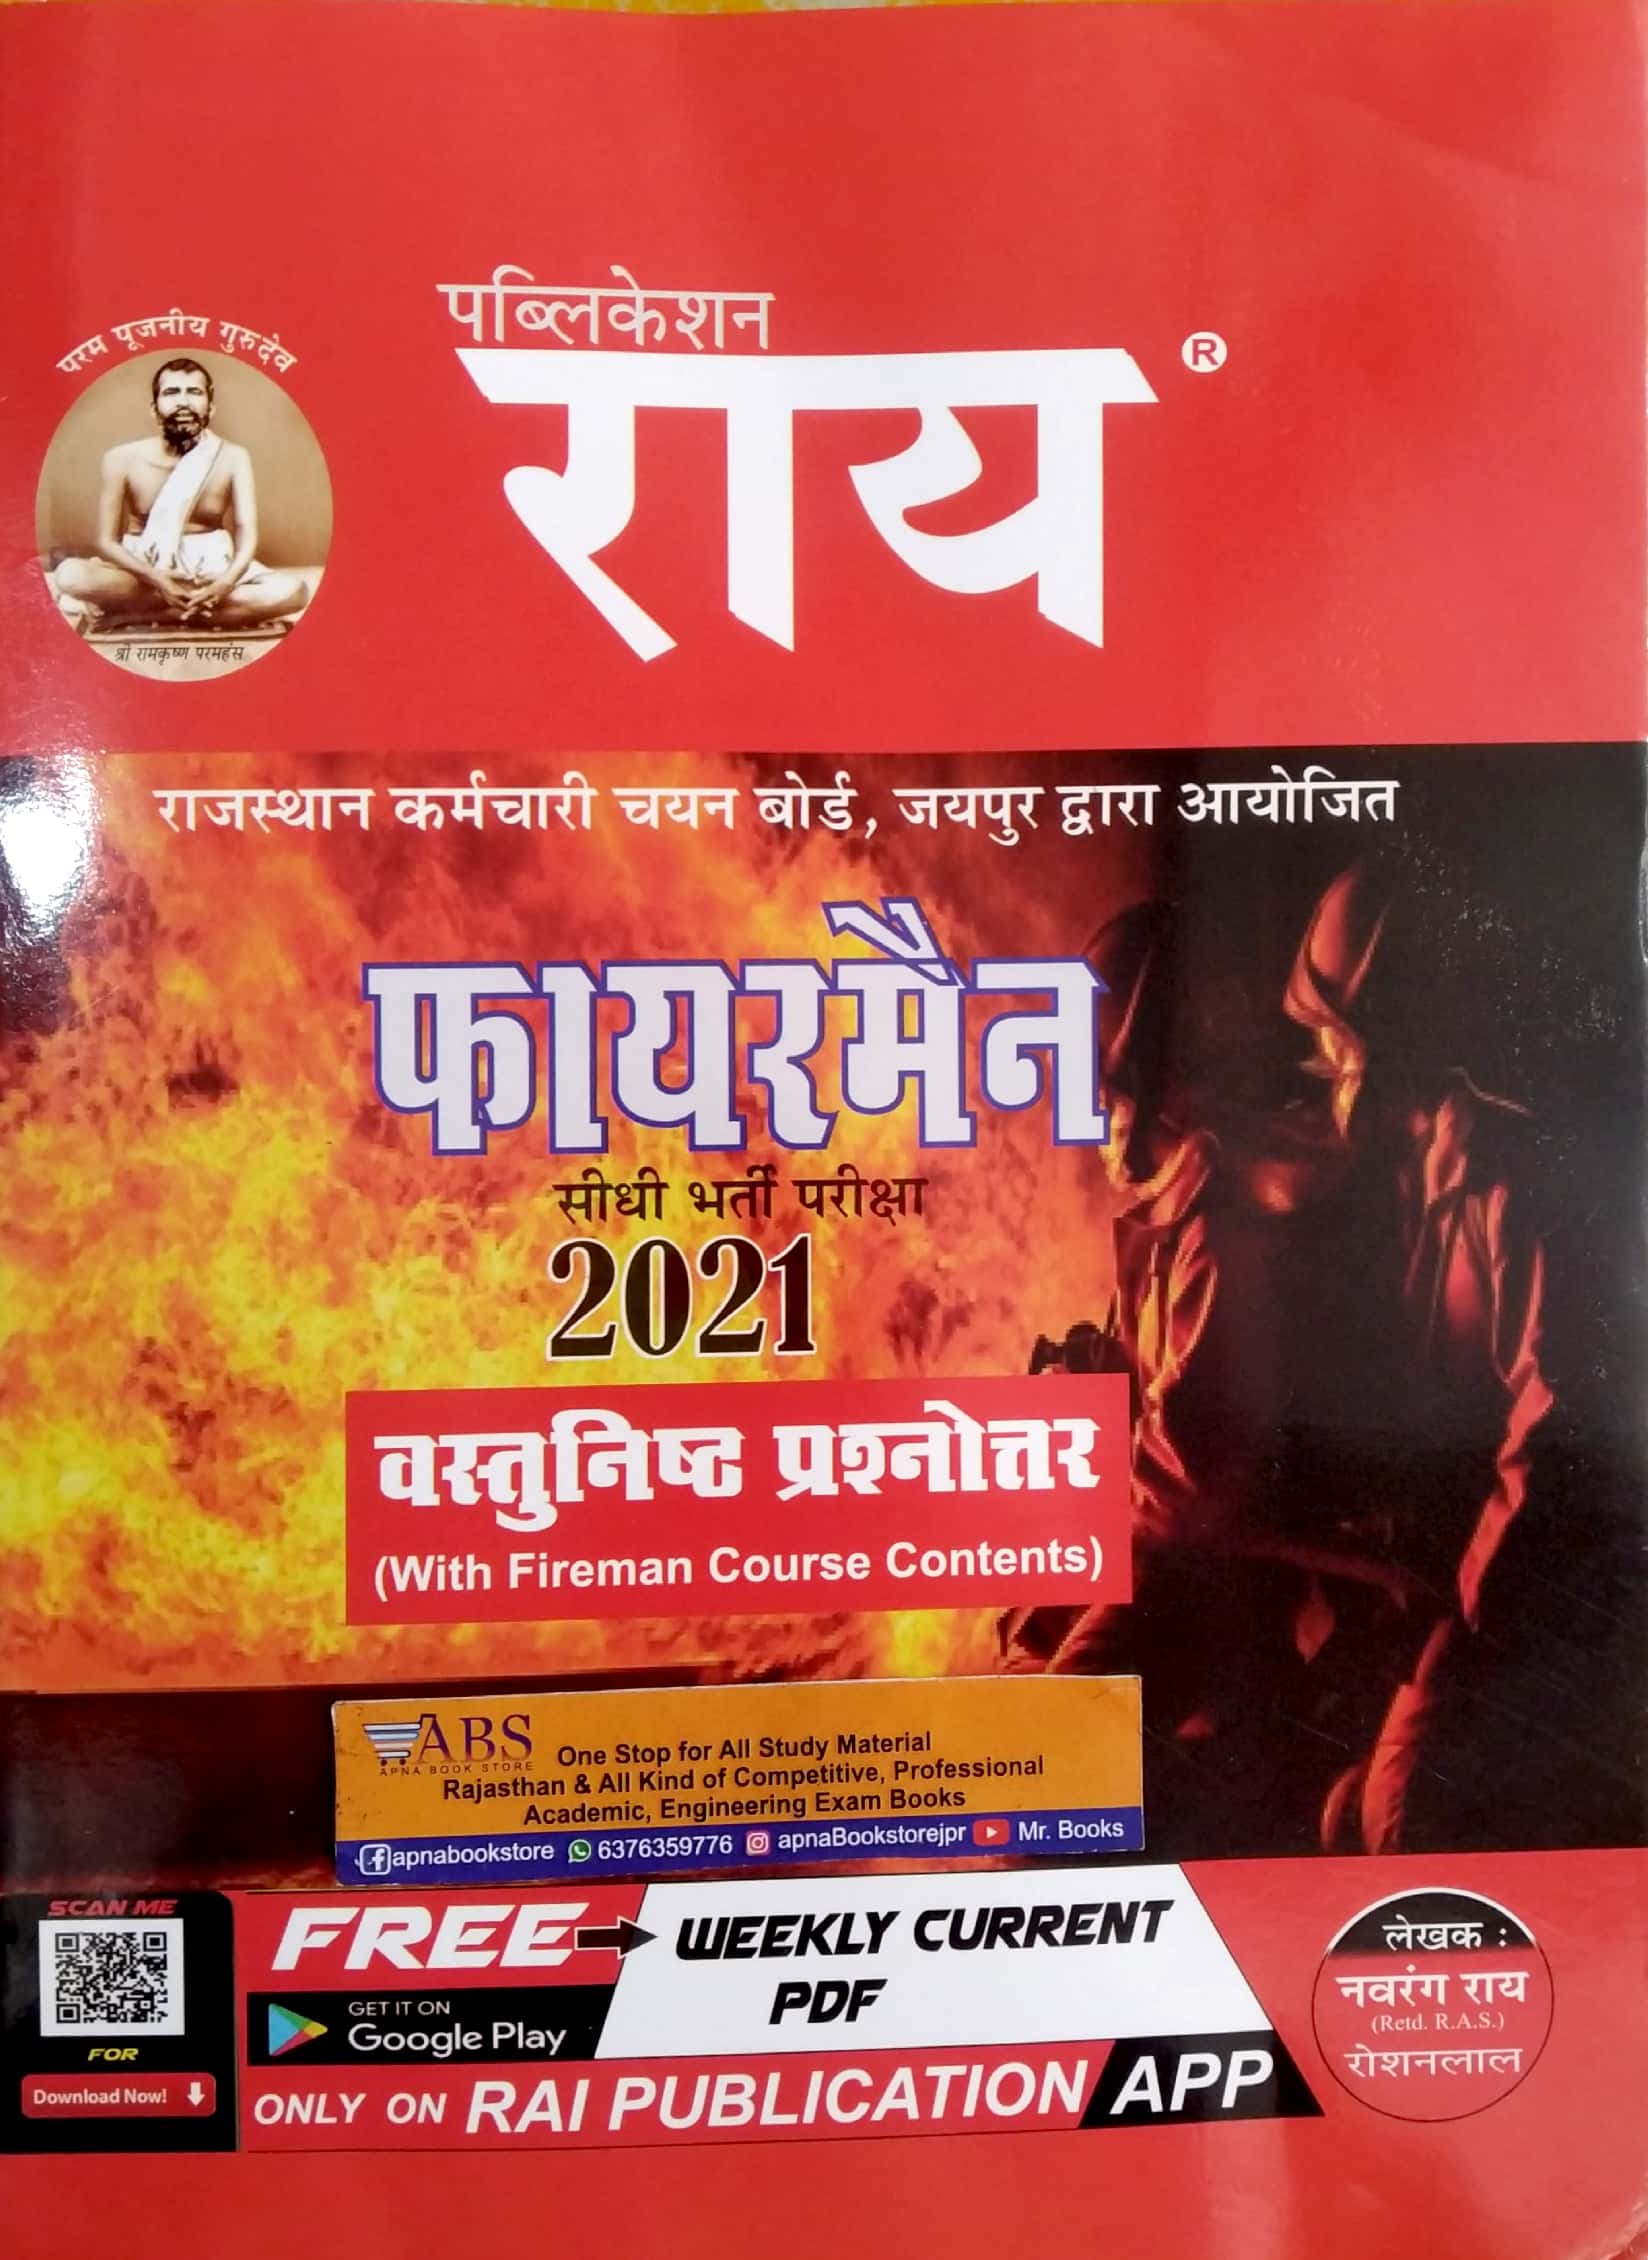 पब्लिकेशन
राय ®
परम पूजनीय गुरुदेव
श्री रामकृष्ण परमहंस
राजस्थान कर्मचारी चयन बोर्ड, जयपुर द्वारा आयोजित
फायरमैन
सीधी भर्ती परीक्षा
2021
वस्तुनिष्ट प्रश्नोत्तर
(With Fireman Course Contents)
ABS
APNA BOOK STORE
One Stop for All Study Material
Rajasthan & All Kind of Competitive, Professional
Academic, Engineering Exam Books
apnabookstore 6376359776 apnaBookstorejpr Mr. Books
SCAN ME
FOR
Download Now!
FREE WEEKLY CURRENT
PDF
GET IT ON
Google Play
ONLY ON RAI PUBLICATION APP
लेखक :
नवरंग राय
(Retd. R.A.S.)
रोशनलाल